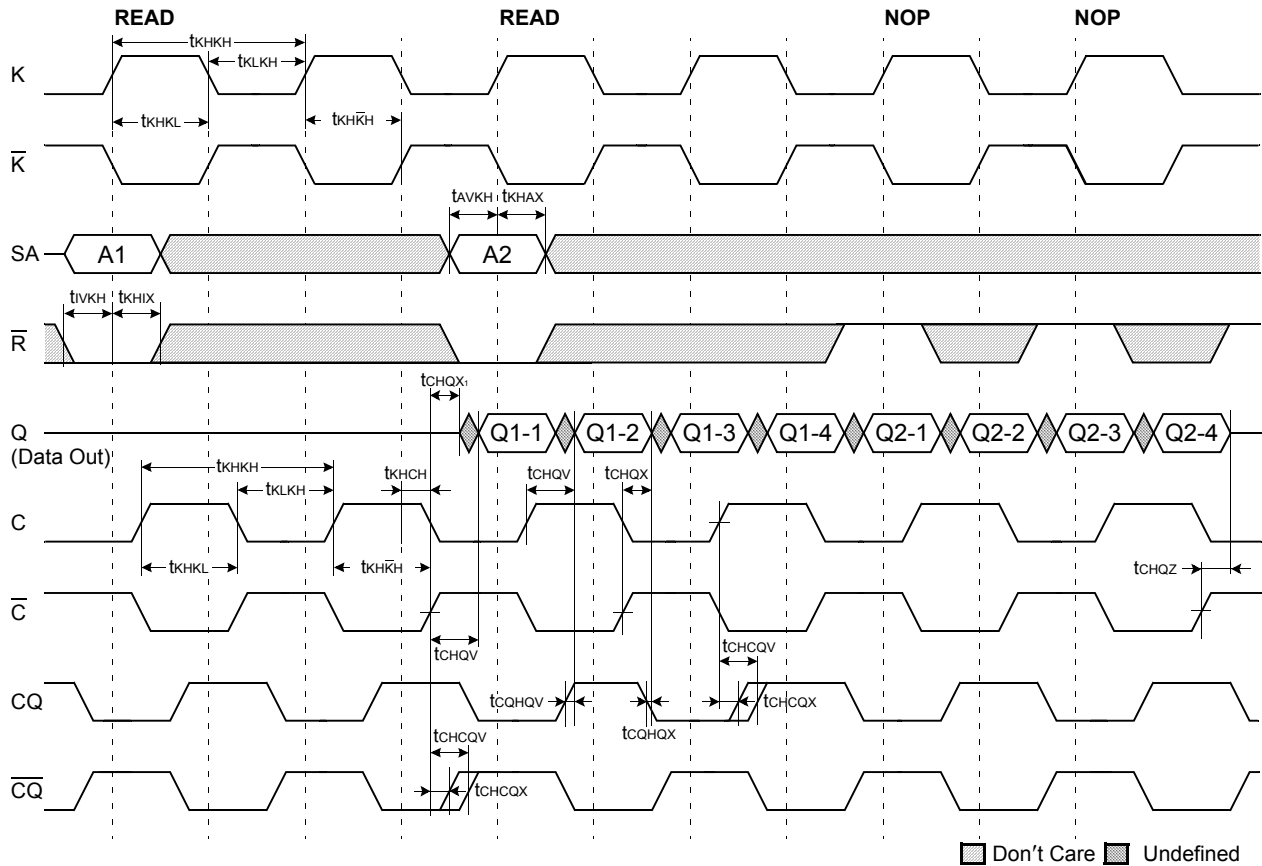 READ READ NOP NOP
tKHKH
tKLKH
K
tKHKL tKHK̅H
K̅
tAVKH tKHAX
SA A1 A2
tIVKH tKHIX
R̅
tCHQX1
Q Q1-1 Q1-2 Q1-3 Q1-4 Q2-1 Q2-2 Q2-3 Q2-4
(Data Out)
tKHKH tKHCH tCHQV tCHQX
tKLKH
C
tKHKL tKHK̅H tCHQZ
C̅
tCHQV tCHCQV
CQ tCQHQV tCHCQX
tCQHQX
tCHCQV
C̅Q̅ tCHCQX
Don't Care Undefined